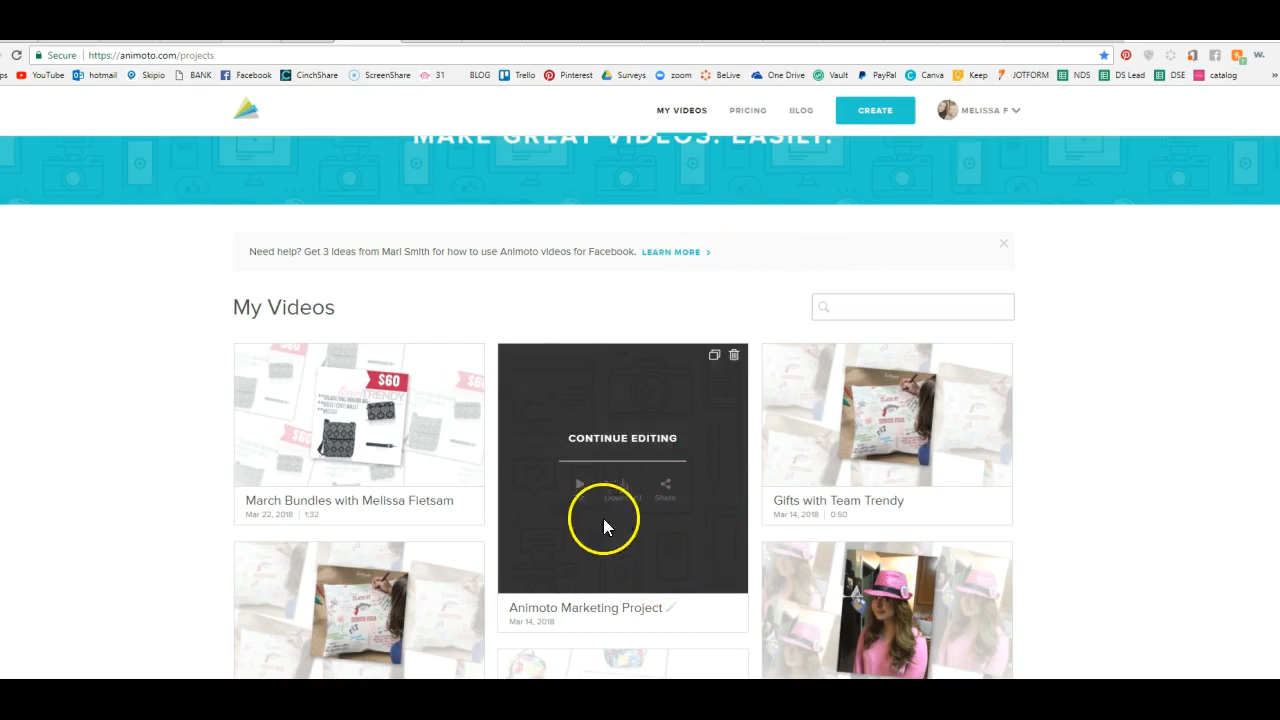 Secure https://animoto.com/projects
ps YouTube hotmail Skipio BANK Facebook CinchShare ScreenShare 31 BLOG Trello Pinterest Surveys zoom BeLive One Drive Vault PayPal Canva Keep JOTFORM NDS DS Lead DSE catalog »
MY VIDEOS PRICING BLOG CREATE MELISSA F
MAKE GREAT VIDEOS. EASILY.
Need help? Get 3 ideas from Mari Smith for how to use Animoto videos for Facebook. LEARN MORE >
My Videos
$60
CONTINUE EDITING
Share
March Bundles with Melissa Fietsam
Mar 22, 2018 | 1:32
Gifts with Team Trendy
Mar 14, 2018 | 0:50
Animoto Marketing Project
Mar 14, 2018